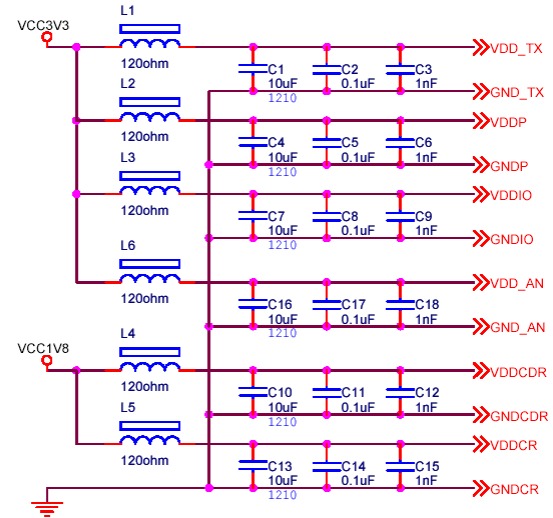 L1
VCC3V3
VDD_TX
120ohm
C1 C2 C3
10uF 0.1uF 1nF
1210
GND_TX
L2
VDDP
120ohm
C4 C5 C6
10uF 0.1uF 1nF
1210
GNDP
L3
VDDIO
120ohm
C7 C8 C9
10uF 0.1uF 1nF
1210
GNDIO
L6
VDD_AN
120ohm
C16 C17 C18
10uF 0.1uF 1nF
1210
GND_AN
L4
VCC1V8
VDDCDR
120ohm
C10 C11 C12
10uF 0.1uF 1nF
1210
GNDCDR
L5
VDDCR
120ohm
C13 C14 C15
10uF 0.1uF 1nF
1210
GNDCR